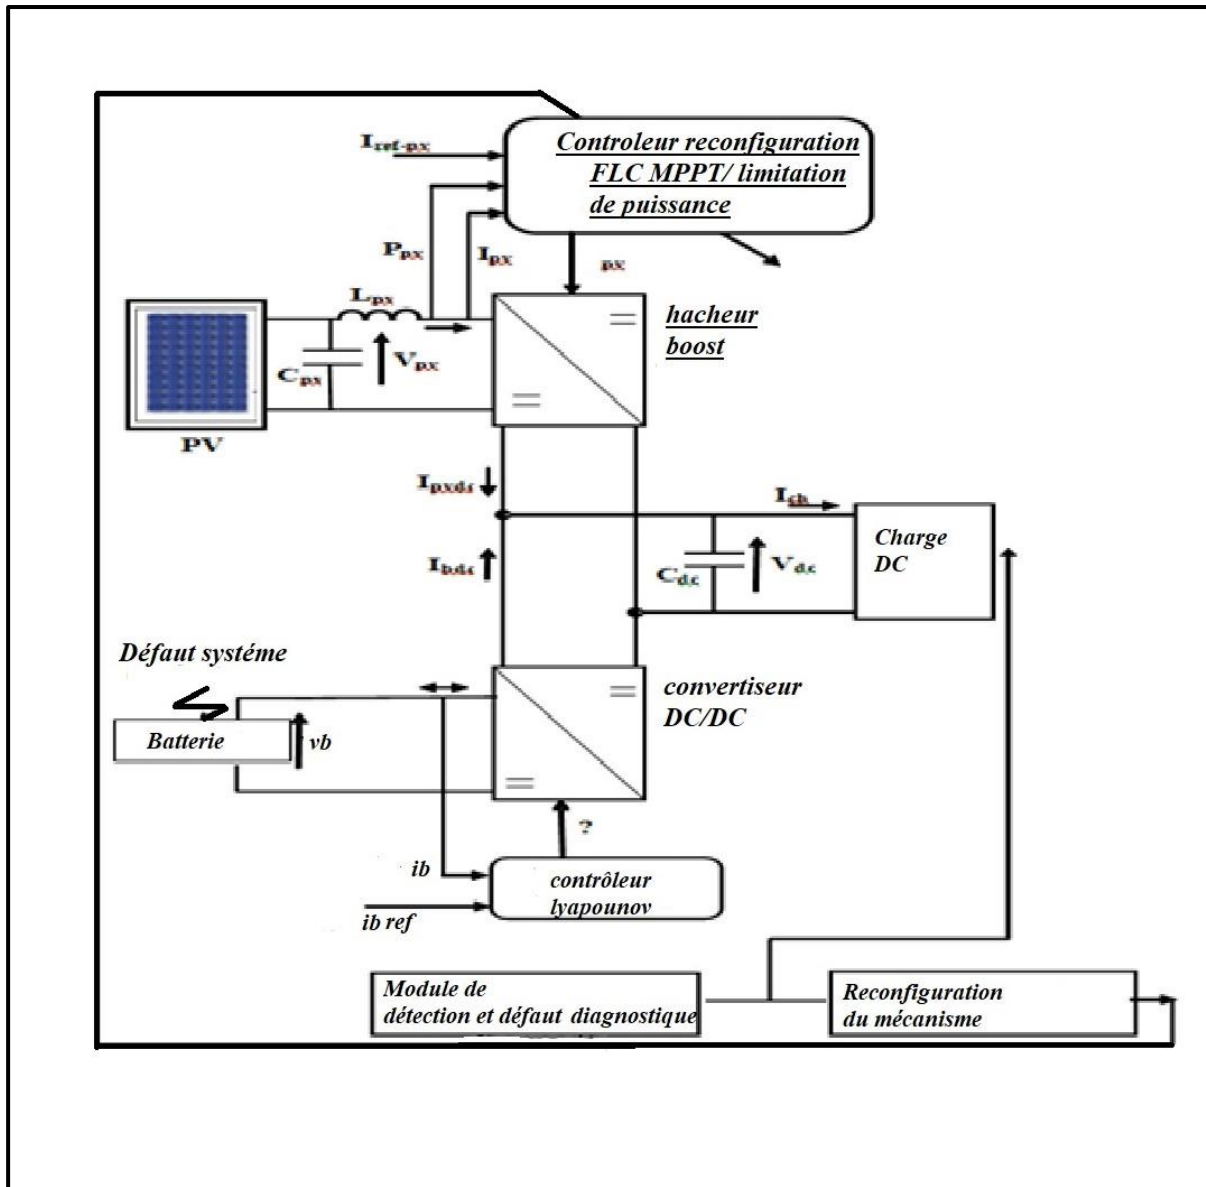 Controleur reconfiguration
FLC MPPT/ limitation
de puissance
Iref-px
Ppx
Ipx
px
Lpx
hacheur
boost
Vpx
Cpx
PV
Ipxdc
Ich
Charge
DC
Ibdc
Cdc
Vdc
Défaut systéme
convertiseur
DC/DC
Batterie
vb
?
ib
contrôleur
lyapounov
ib ref
Module de
détection et défaut diagnostique
Reconfiguration
du mécanisme